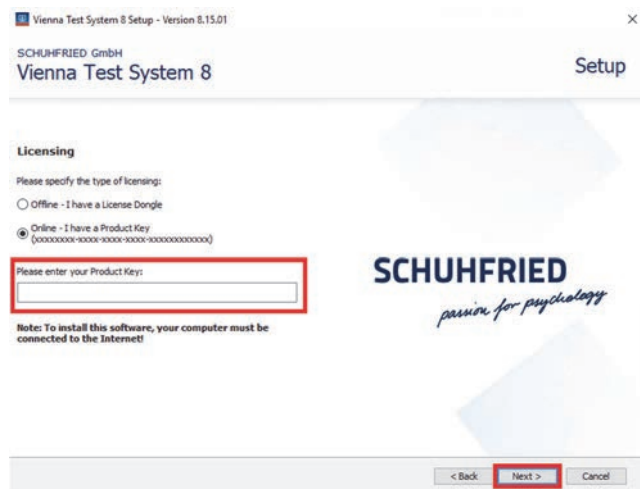 Vienna Test System 8 Setup - Version 8.15.01
SCHUHFRIED GmbH
Vienna Test System 8
Setup
Licensing
Please specify the type of licensing:
Offline - I have a License Dongle
Online - I have a Product Key
(xxxxxxxx-xxxx-xxxx-xxxx-xxxxxxxxxxxx)
Please enter your Product Key:
Note: To install this software, your computer must be
connected to the Internet!
SCHUHFRIED
passion for psychology
< Back
Next >
Cancel